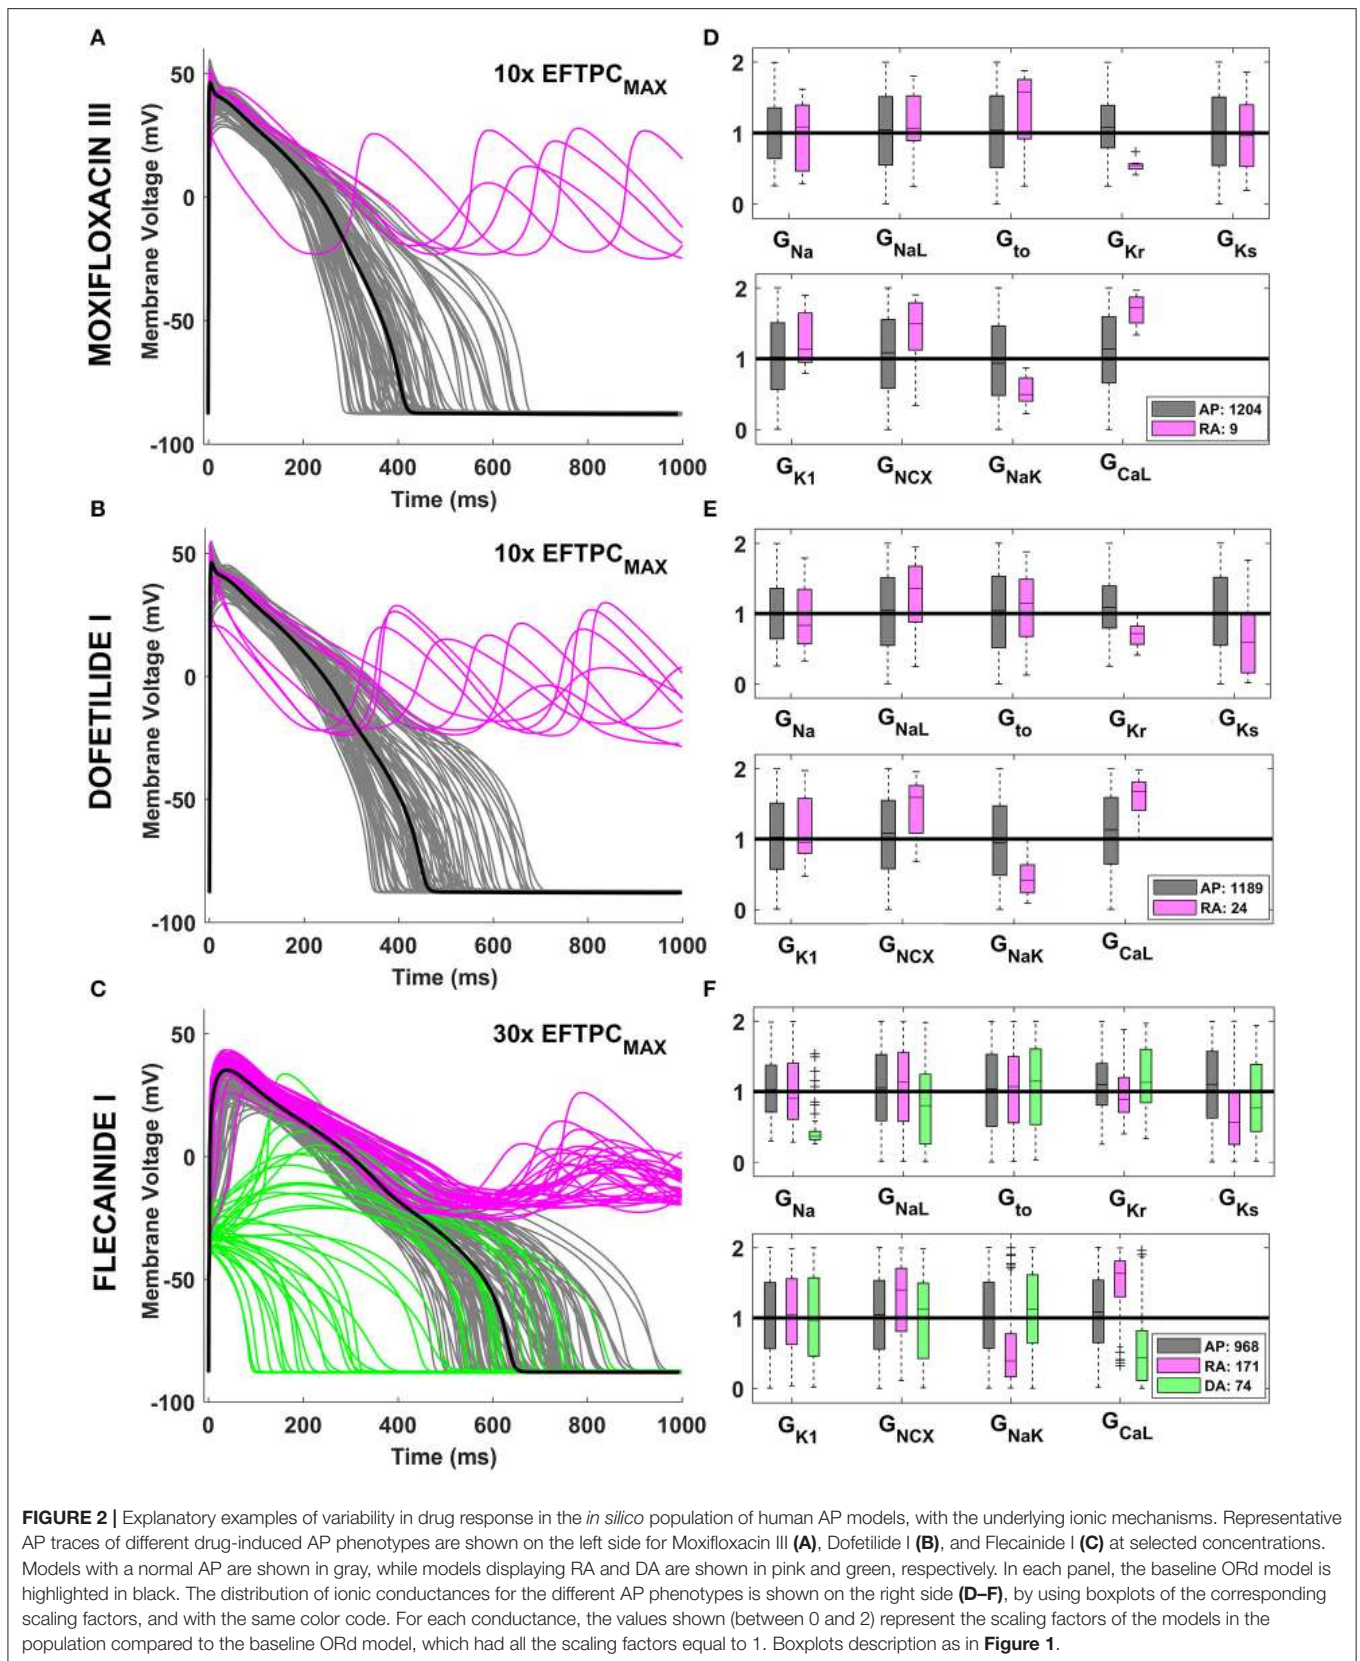 A
MOXIFLOXACIN III
Membrane Voltage (mV)
50
0
-50
-100
10x EFTPC_MAX
0 200 400 600 800 1000
Time (ms)
D
2
1
0
G_Na G_NaL G_to G_Kr G_Ks
2
1
0
AP: 1204
RA: 9
G_K1 G_NCX G_NaK G_CaL
B
DOFETILIDE I
Membrane Voltage (mV)
50
0
-50
-100
10x EFTPC_MAX
0 200 400 600 800 1000
Time (ms)
E
2
1
0
G_Na G_NaL G_to G_Kr G_Ks
2
1
0
AP: 1189
RA: 24
G_K1 G_NCX G_NaK G_CaL
C
FLECAINIDE I
Membrane Voltage (mV)
50
0
-50
-100
30x EFTPC_MAX
0 200 400 600 800 1000
Time (ms)
F
2
1
0
G_Na G_NaL G_to G_Kr G_Ks
2
1
0
AP: 968
RA: 171
DA: 74
G_K1 G_NCX G_NaK G_CaL
FIGURE 2 | Explanatory examples of variability in drug response in the in silico population of human AP models, with the underlying ionic mechanisms. Representative
AP traces of different drug-induced AP phenotypes are shown on the left side for Moxifloxacin III (A), Dofetilide I (B), and Flecainide I (C) at selected concentrations.
Models with a normal AP are shown in gray, while models displaying RA and DA are shown in pink and green, respectively. In each panel, the baseline ORd model is
highlighted in black. The distribution of ionic conductances for the different AP phenotypes is shown on the right side (D–F), by using boxplots of the corresponding
scaling factors, and with the same color code. For each conductance, the values shown (between 0 and 2) represent the scaling factors of the models in the
population compared to the baseline ORd model, which had all the scaling factors equal to 1. Boxplots description as in Figure 1.